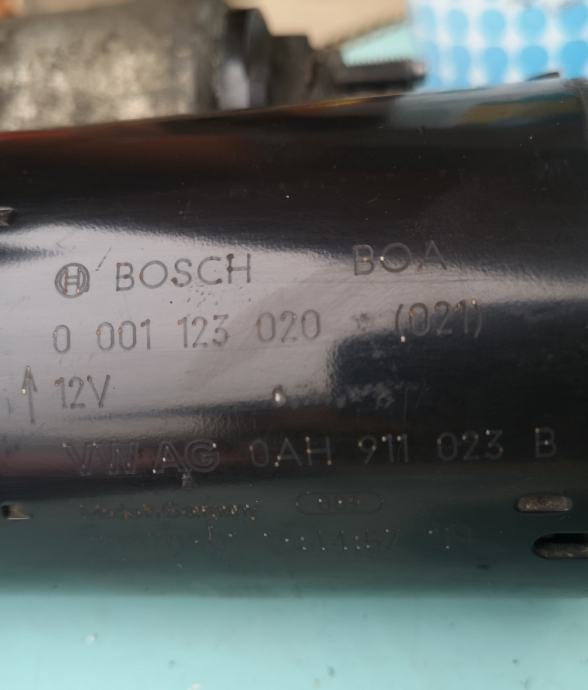 BOSCH BOA
0 001 123 020 * (021)
12V
VW AG 0AH 911 023 B